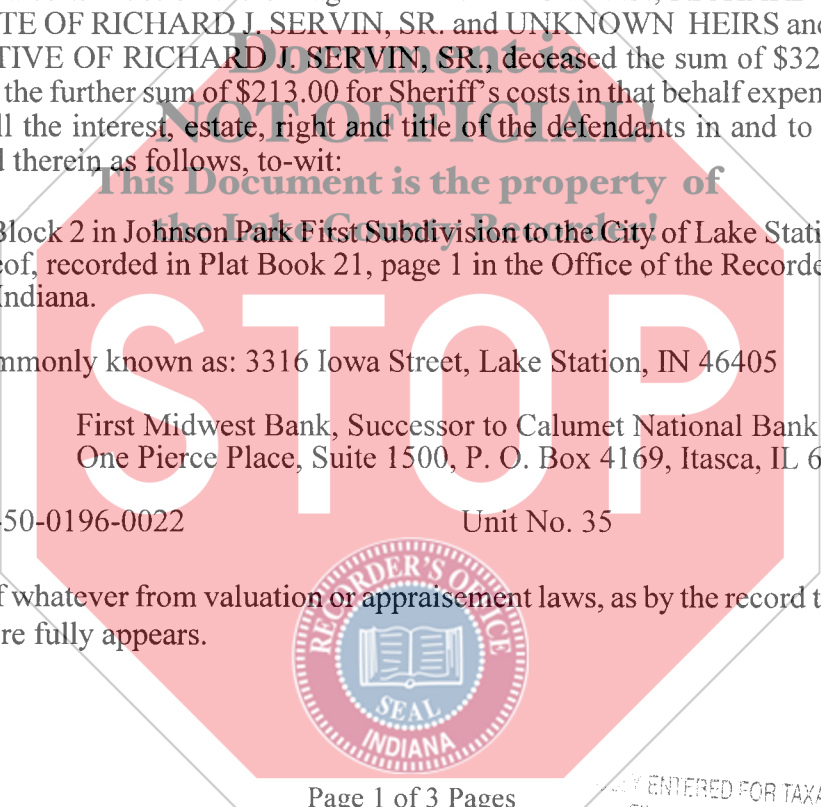 TE OF RICHARD J. SERVIN, SR. and UNKNOWN HEIRS and
TIVE OF RICHARD J. SERVIN, SR., deceased the sum of $32
Document is
the further sum of $213.00 for Sheriff's costs in that behalf expen
NOT OFFICIAL!
ll the interest, estate, right and title of the defendants in and to
l therein as follows, to-wit:
This Document is the property of
the Lake County Recorder!
Block 2 in Johnson Park First Subdivision to the City of Lake Stati
eof, recorded in Plat Book 21, page 1 in the Office of the Recorde
Indiana.
STOP
mmonly known as: 3316 Iowa Street, Lake Station, IN 46405
First Midwest Bank, Successor to Calumet National Bank
One Pierce Place, Suite 1500, P. O. Box 4169, Itasca, IL 6
-50-0196-0022 Unit No. 35
f whatever from valuation or appraisement laws, as by the record t
re fully appears.
RECORDER'S OFFICE
SEAL
INDIANA
Page 1 of 3 Pages
ENTERED FOR TAXA